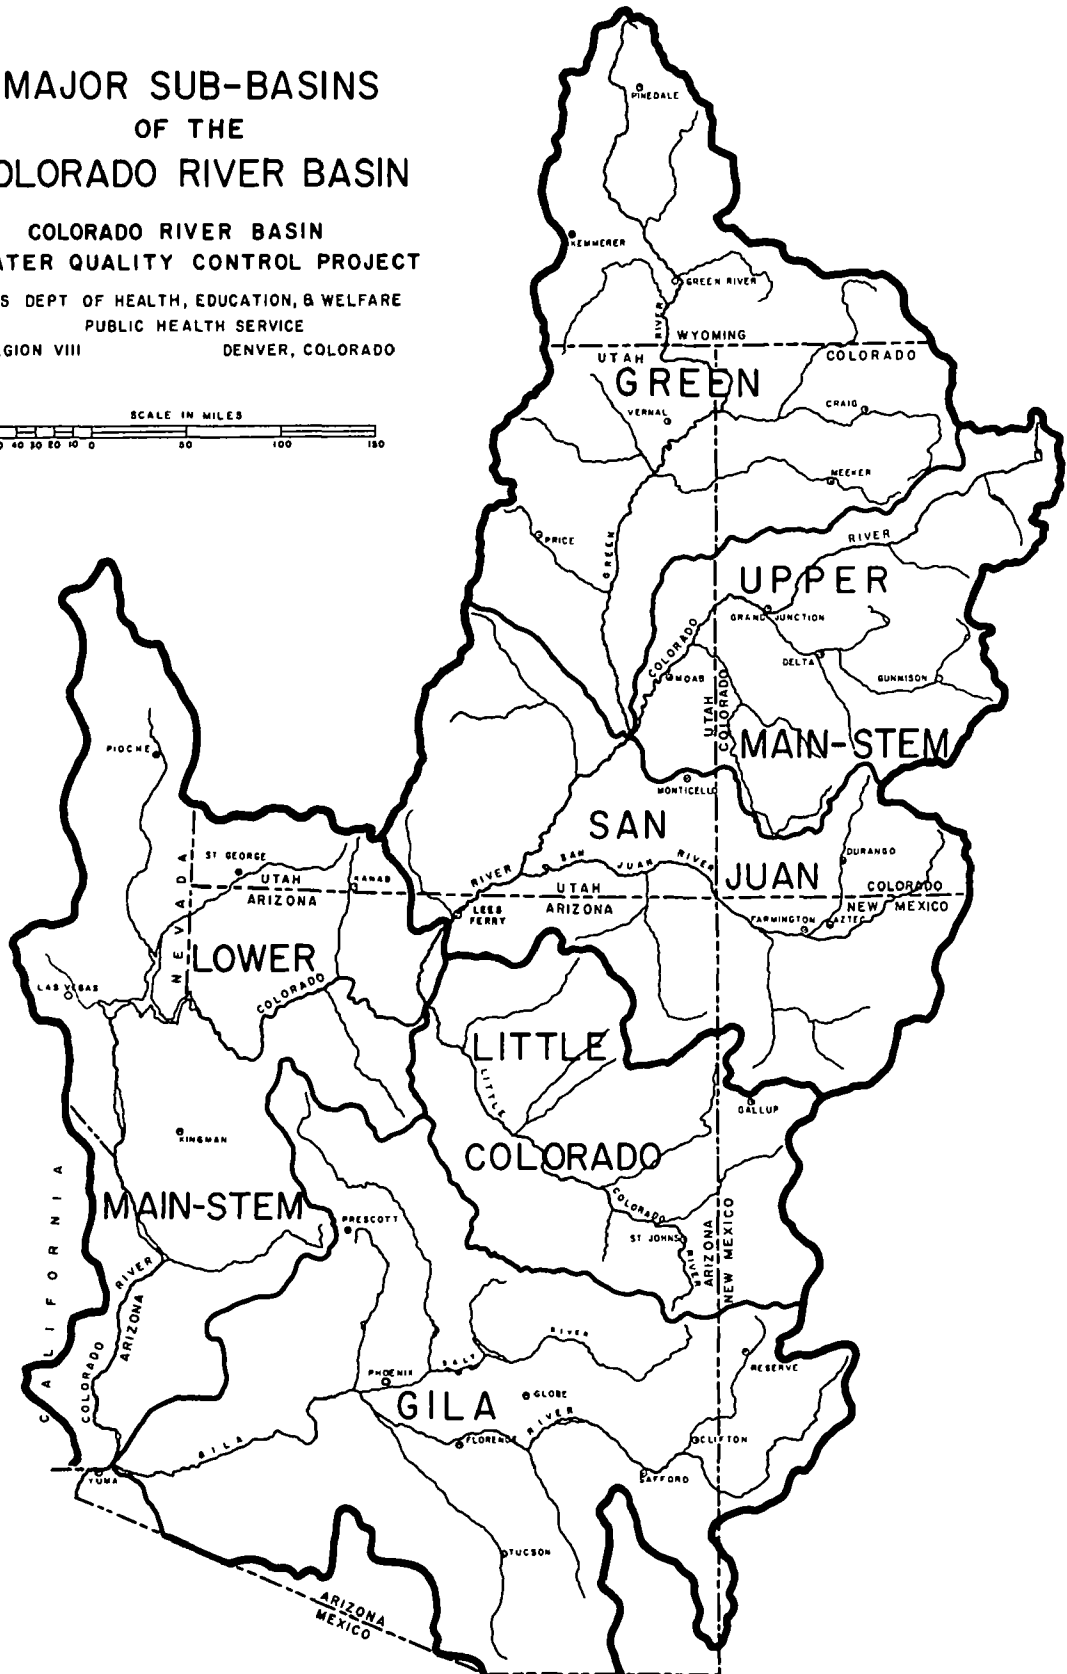 MAJOR SUB-BASINS
OF THE
OLORADO RIVER BASIN
COLORADO RIVER BASIN
ATER QUALITY CONTROL PROJECT
S DEPT OF HEALTH, EDUCATION, & WELFARE
PUBLIC HEALTH SERVICE
GION VIII DENVER, COLORADO
SCALE IN MILES
40 30 20 10 0 50 100 150
PINEDALE
KEMMERER
GREEN RIVER
RIVER
WYOMING
UTAH
COLORADO
GREEN
VERNAL
CRAIG
MEEKER
PRICE
GREEN
RIVER
UPPER
GRAND JUNCTION
COLORADO
DELTA
MOAB
GUNNISON
UTAH
COLORADO
MAIN-STEM
PIOCHE
MONTICELLO
SAN
DURANGO
ST GEORGE
NEVADA
UTAH
KANAB
ARIZONA
RIVER
SAN JUAN RIVER
JUAN
UTAH
ARIZONA
COLORADO
NEW MEXICO
LEES
FERRY
FARMINGTON
AZTEC
LOWER
LAS VEGAS
COLORADO
LITTLE
LITTLE
GALLUP
KINGMAN
COLORADO
CALIFORNIA
MAIN-STEM
PRESCOTT
COLORADO
ST JOHNS
RIVER
ARIZONA
NEW MEXICO
RIVER
ARIZONA
COLORADO
RIVER
RESERVE
PHOENIX
SALT
GILA
GLOBE
RIVER
FLORENCE
CLIFTON
GILA
SAFFORD
YUMA
TUCSON
ARIZONA
MEXICO